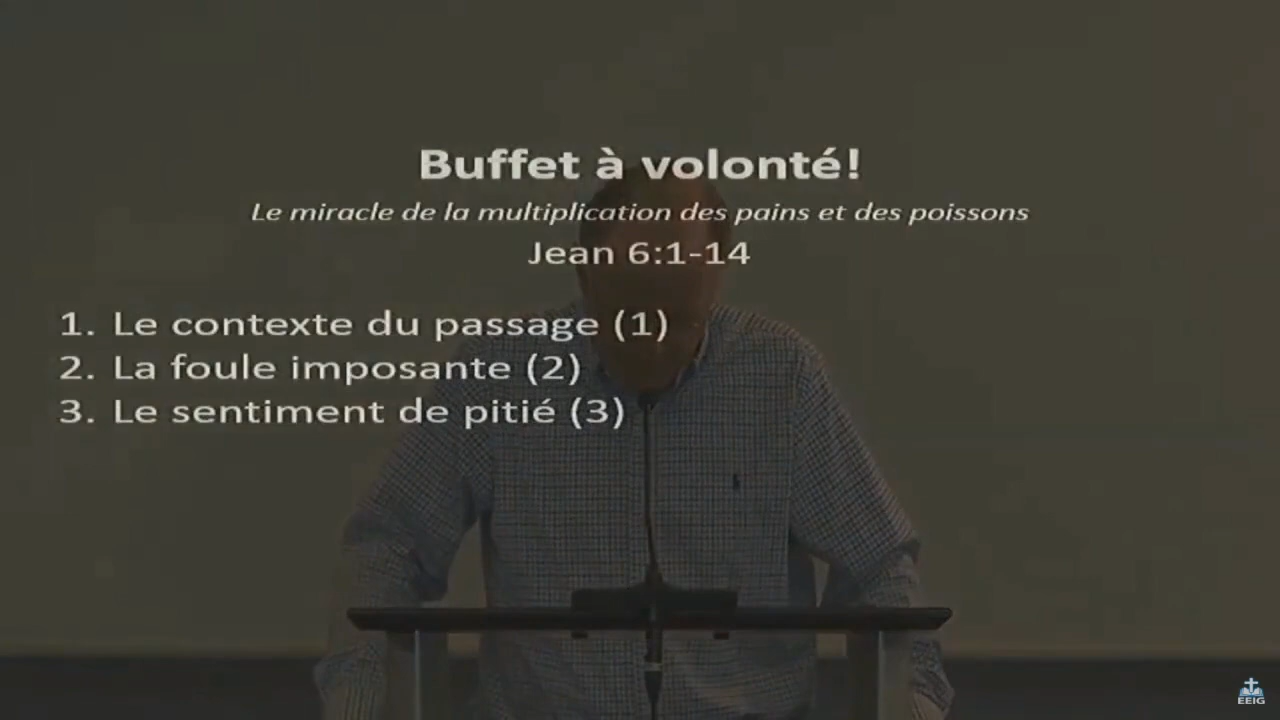 Buffet à volonté!
Le miracle de la multiplication des pains et des poissons
Jean 6:1-14
1. Le contexte du passage (1)
2. La foule imposante (2)
3. Le sentiment de pitié (3)
EEIG